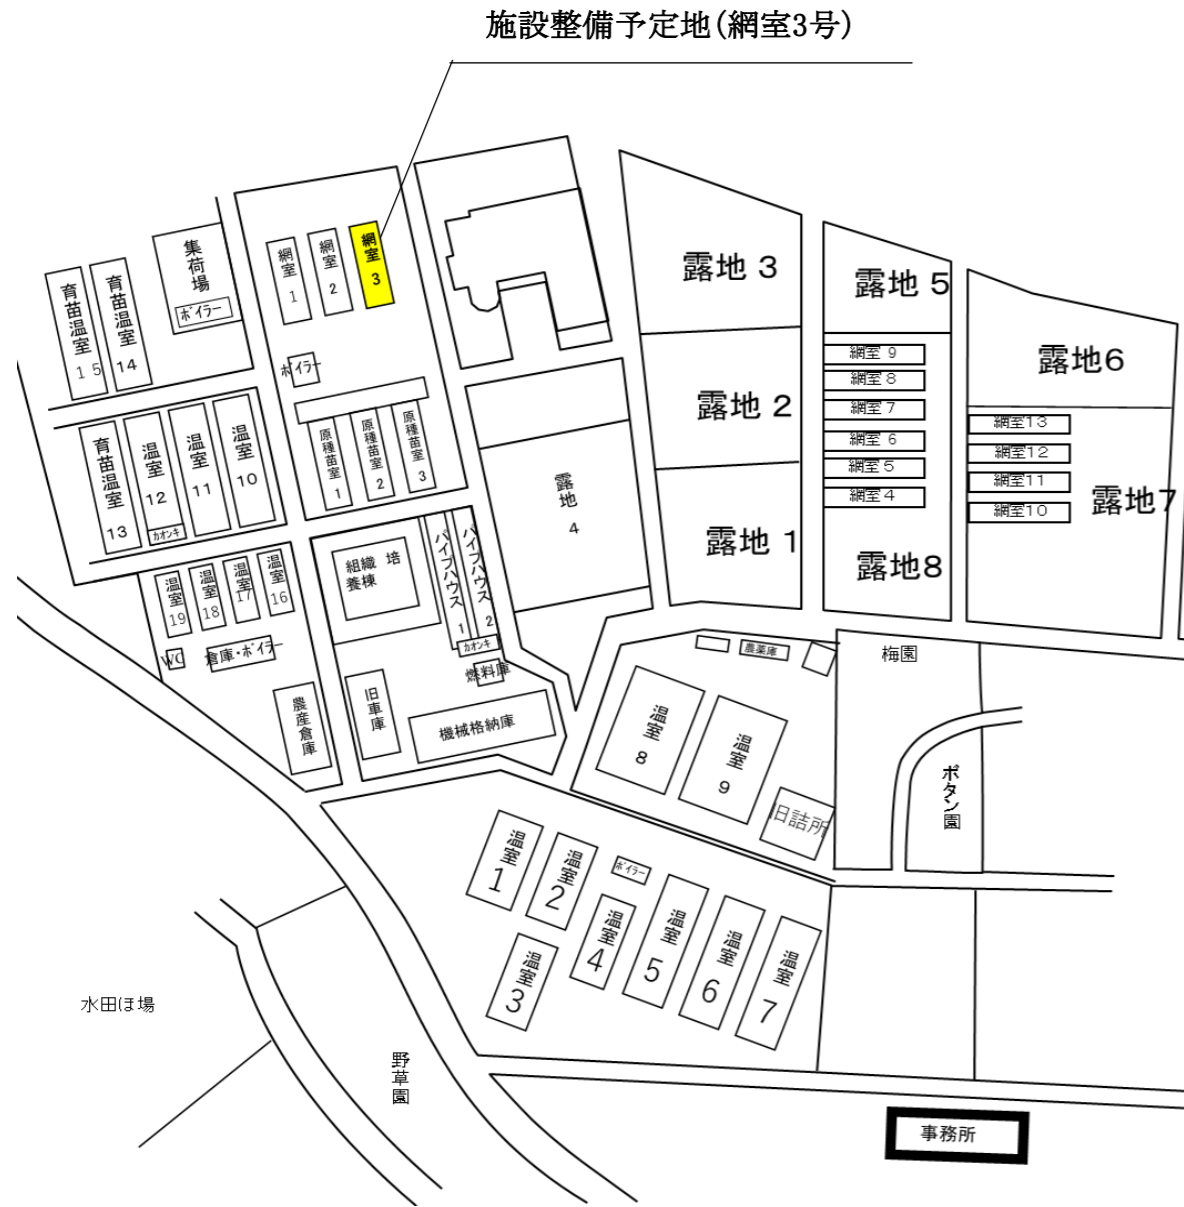 施設整備予定地(網室3号)
集荷場
ボイラー
育苗温室 15
育苗温室 14
網室 1
網室 2
網室 3
ボイラー
原種苗室 1
原種苗室 2
原種苗室 3
育苗温室 13
温室 12
カオンキ
温室 11
温室 10
露地 3
露地 2
露地 1
露地 4
露地 5
網室 9
網室 8
網室 7
網室 6
網室 5
網室 4
露地8
露地6
網室13
網室12
網室11
網室10
露地7
温室 19
温室 18
温室 17
温室 16
WC
倉庫・ボイラー
農産倉庫
組織 培
養棟
パイプハウス 1
パイプハウス 2
カオンキ
燃料庫
旧車庫
機械格納庫
農薬庫
温室 8
温室 9
旧詰所
梅園
ボタン園
温室 1
温室 2
ボイラー
温室 3
温室 4
温室 5
温室 6
温室 7
水田ほ場
野草園
事務所